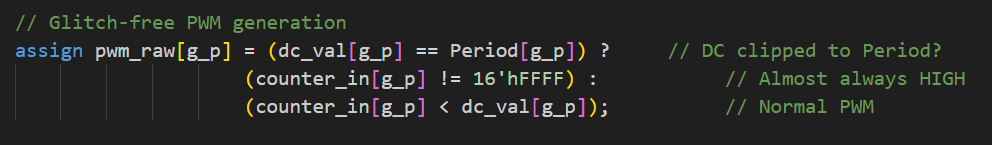 // Glitch-free PWM generation
assign pwm_raw[g_p] = (dc_val[g_p] == Period[g_p]) ?     // DC clipped to Period?
                    (counter_in[g_p] != 16'hFFFF) :           // Almost always HIGH
                    (counter_in[g_p] < dc_val[g_p]);          // Normal PWM